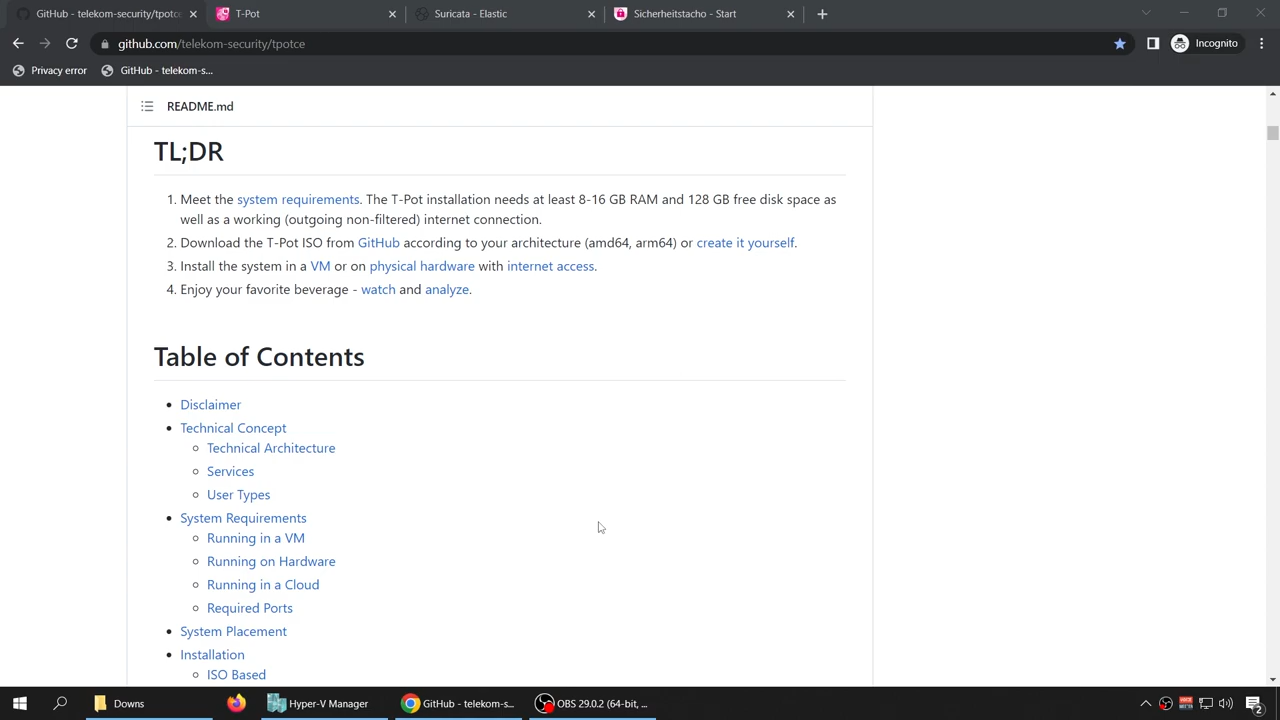 GitHub - telekom-security/tpotc
T-Pot
Suricata - Elastic
Sicherheitstacho - Start
github.com/telekom-security/tpotce
Incognito
Privacy error
GitHub - telekom-s...
README.md
TL;DR
1. Meet the system requirements. The T-Pot installation needs at least 8-16 GB RAM and 128 GB free disk space as
well as a working (outgoing non-filtered) internet connection.
2. Download the T-Pot ISO from GitHub according to your architecture (amd64, arm64) or create it yourself.
3. Install the system in a VM or on physical hardware with internet access.
4. Enjoy your favorite beverage - watch and analyze.
Table of Contents
Disclaimer
Technical Concept
Technical Architecture
Services
User Types
System Requirements
Running in a VM
Running on Hardware
Running in a Cloud
Required Ports
System Placement
Installation
ISO Based
Downs
Hyper-V Manager
GitHub - telekom-s...
OBS 29.0.2 (64-bit, ...
2